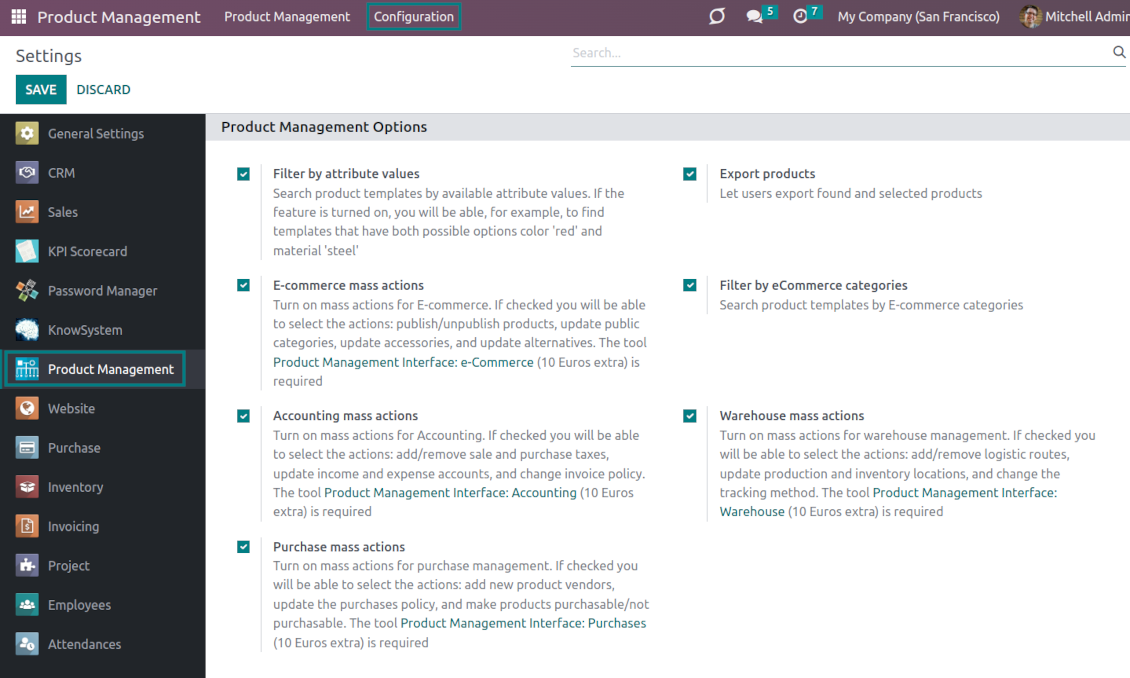 Product Management
Product Management
Configuration
5
7
My Company (San Francisco)
Mitchell Admin
Settings
Search...
SAVE
DISCARD
General Settings
CRM
Sales
KPI Scorecard
Password Manager
KnowSystem
Product Management
Website
Purchase
Inventory
Invoicing
Project
Employees
Attendances
Product Management Options
Filter by attribute values
Search product templates by available attribute values. If the
feature is turned on, you will be able, for example, to find
templates that have both possible options color 'red' and
material 'steel'
Export products
Let users export found and selected products
E-commerce mass actions
Turn on mass actions for E-commerce. If checked you will be able
to select the actions: publish/unpublish products, update public
categories, update accessories, and update alternatives. The tool
Product Management Interface: e-Commerce (10 Euros extra) is
required
Filter by eCommerce categories
Search product templates by E-commerce categories
Accounting mass actions
Turn on mass actions for Accounting. If checked you will be able
to select the actions: add/remove sale and purchase taxes,
update income and expense accounts, and change invoice policy.
The tool Product Management Interface: Accounting (10 Euros
extra) is required
Warehouse mass actions
Turn on mass actions for warehouse management. If checked you
will be able to select the actions: add/remove logistic routes,
update production and inventory locations, and change the
tracking method. The tool Product Management Interface:
Warehouse (10 Euros extra) is required
Purchase mass actions
Turn on mass actions for purchase management. If checked you
will be able to select the actions: add new product vendors,
update the purchases policy, and make products purchasable/not
purchasable. The tool Product Management Interface: Purchases
(10 Euros extra) is required